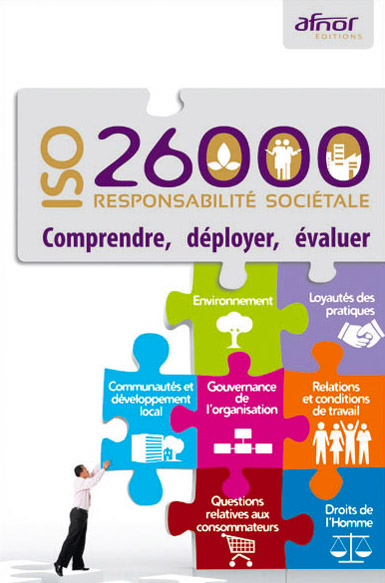 afnor
EDITIONS
ISO 26000
RESPONSABILITÉ SOCIÉTALE
Comprendre, déployer, évaluer
Environnement
Loyautés des
pratiques
Communautés et
développement
local
Gouvernance
de
l'organisation
Relations
et conditions
de travail
Questions
relatives aux
consommateurs
Droits de
l'Homme